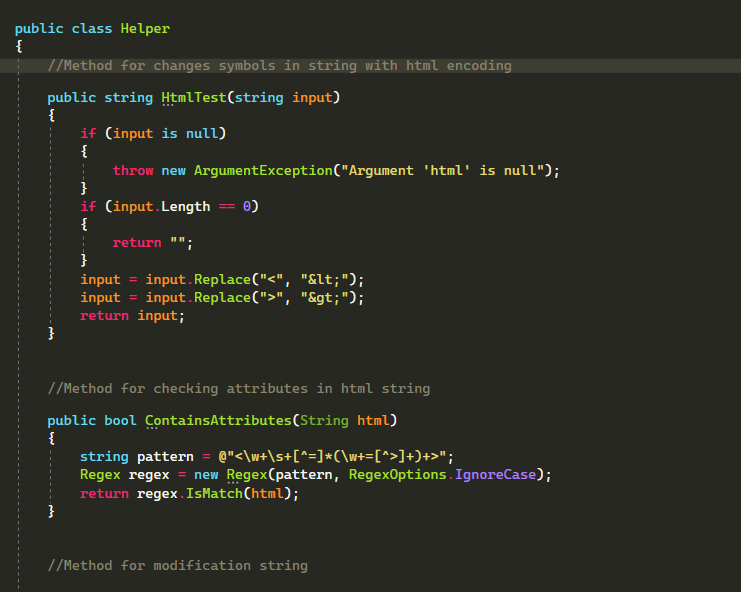 public class Helper
{
//Method for changes symbols in string with html encoding
public string HtmlTest(string input)
{
if (input is null)
{
throw new ArgumentException("Argument 'html' is null");
}
if (input.Length == 0)
{
return "";
}
input = input.Replace("<", "&lt;");
input = input.Replace(">", "&gt;");
return input;
}
//Method for checking attributes in html string
public bool ContainsAttributes(String html)
{
string pattern = @"<\w+\s+[^=]*(\w+=[^>]+)+>";
Regex regex = new Regex(pattern, RegexOptions.IgnoreCase);
return regex.IsMatch(html);
}
//Method for modification string